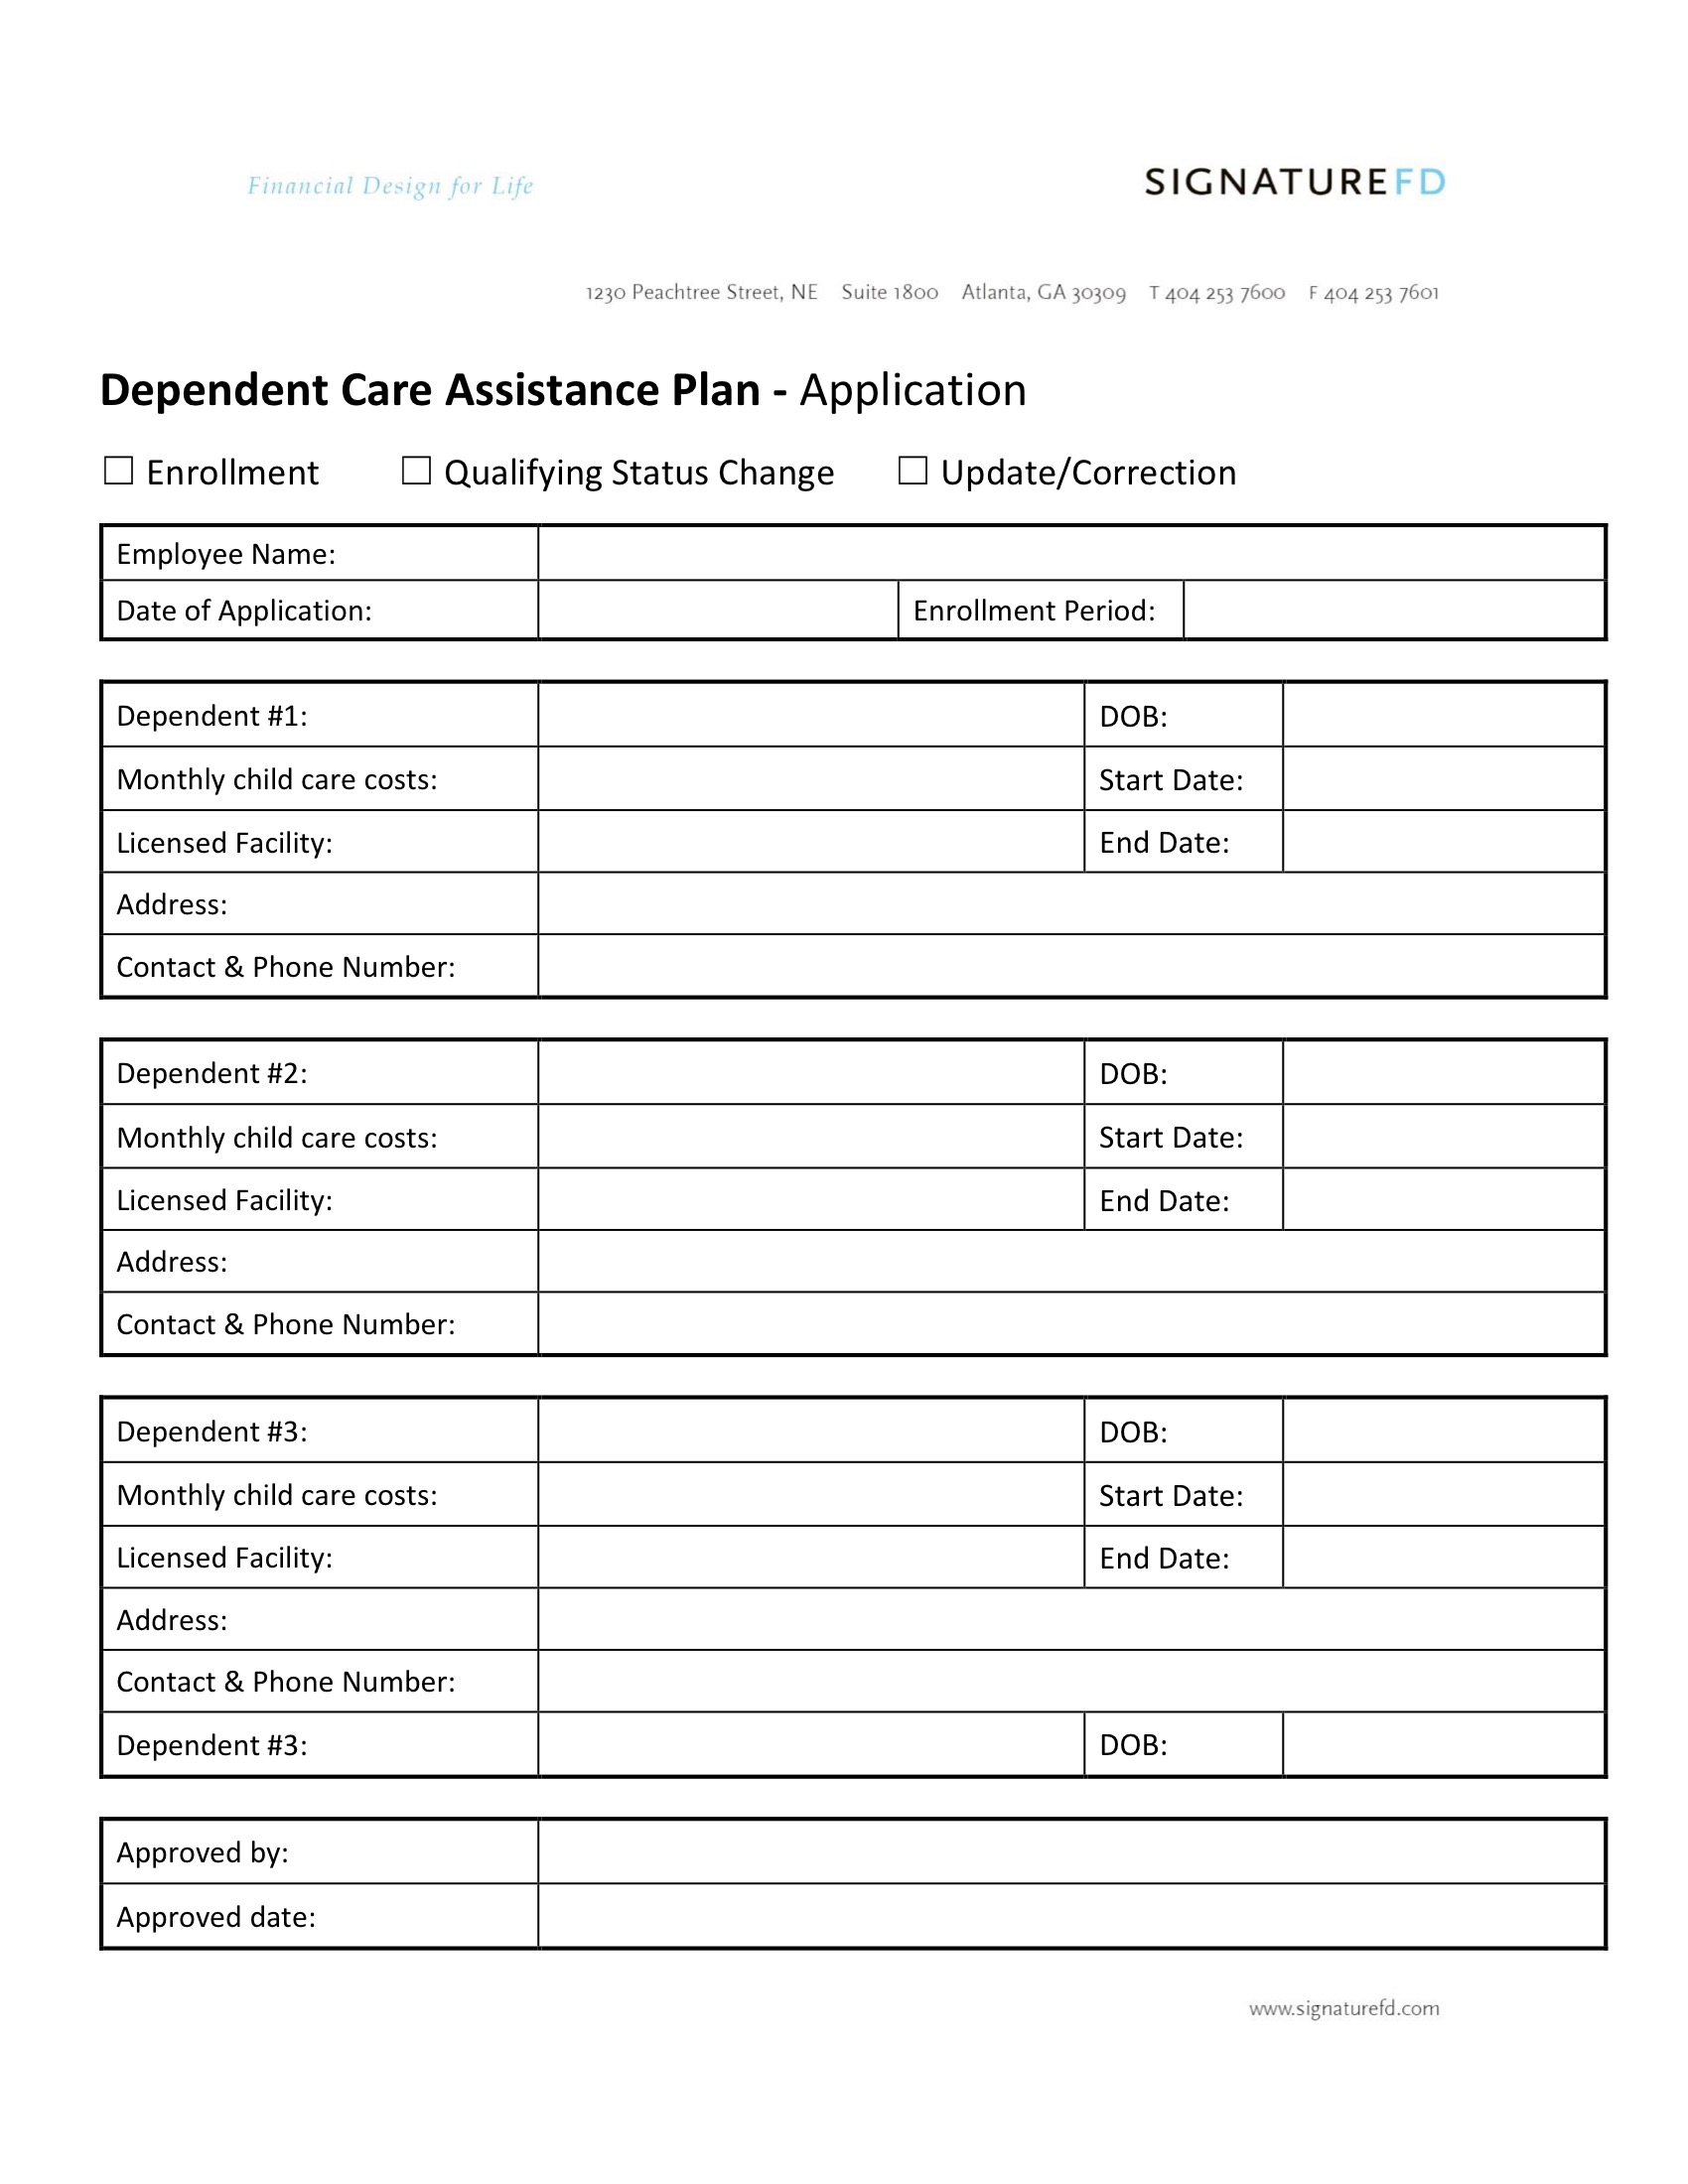 Financial Design for Life SIGNATUREFD
1230 Peachtree Street, NE Suite 1800 Atlanta, GA 30309 T 404 253 7600 F 404 253 7601
Dependent Care Assistance Plan - Application
☐ Enrollment ☐ Qualifying Status Change ☐ Update/Correction
Employee Name:
Date of Application: Enrollment Period:
Dependent #1: DOB:
Monthly child care costs: Start Date:
Licensed Facility: End Date:
Address:
Contact & Phone Number:
Dependent #2: DOB:
Monthly child care costs: Start Date:
Licensed Facility: End Date:
Address:
Contact & Phone Number:
Dependent #3: DOB:
Monthly child care costs: Start Date:
Licensed Facility: End Date:
Address:
Contact & Phone Number:
Dependent #3: DOB:
Approved by:
Approved date:
www.signaturefd.com